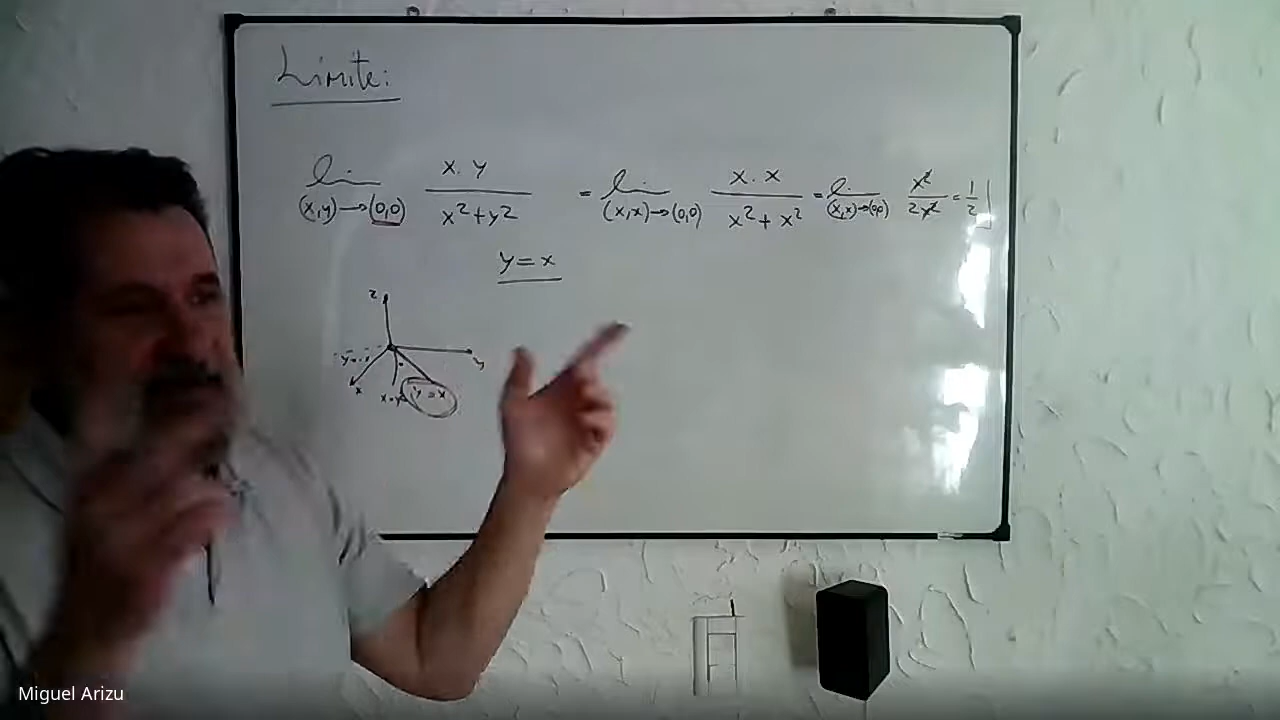 Límite:
lim x.y = lim x.x = lim x² = 1
(x,y)→(0,0) x²+y² (x,x)→(0,0) x²+x² (x,x)→(0,0) 2x² 2
y=x
z
y
x
y=x
Miguel Arizu